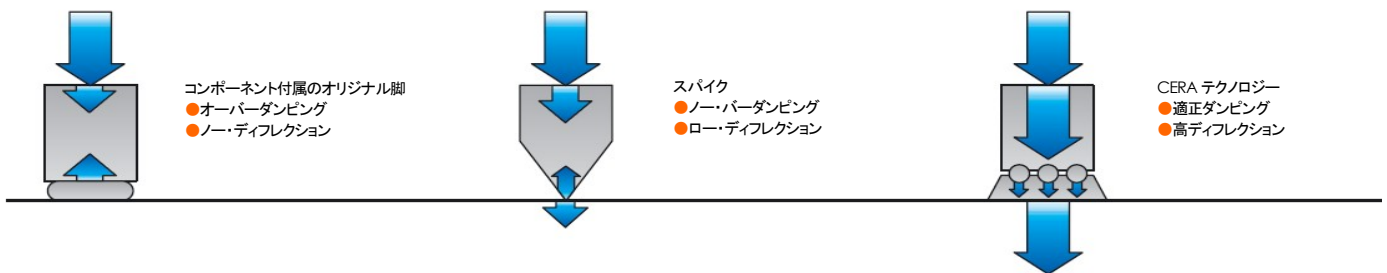 コンポーネント付属のオリジナル脚
●オーバーダンピング
●ノー・ディフレクション
スパイク
●ノー・バーダンピング
●ロー・ディフレクション
CERA テクノロジー
●適正ダンピング
●高ディフレクション